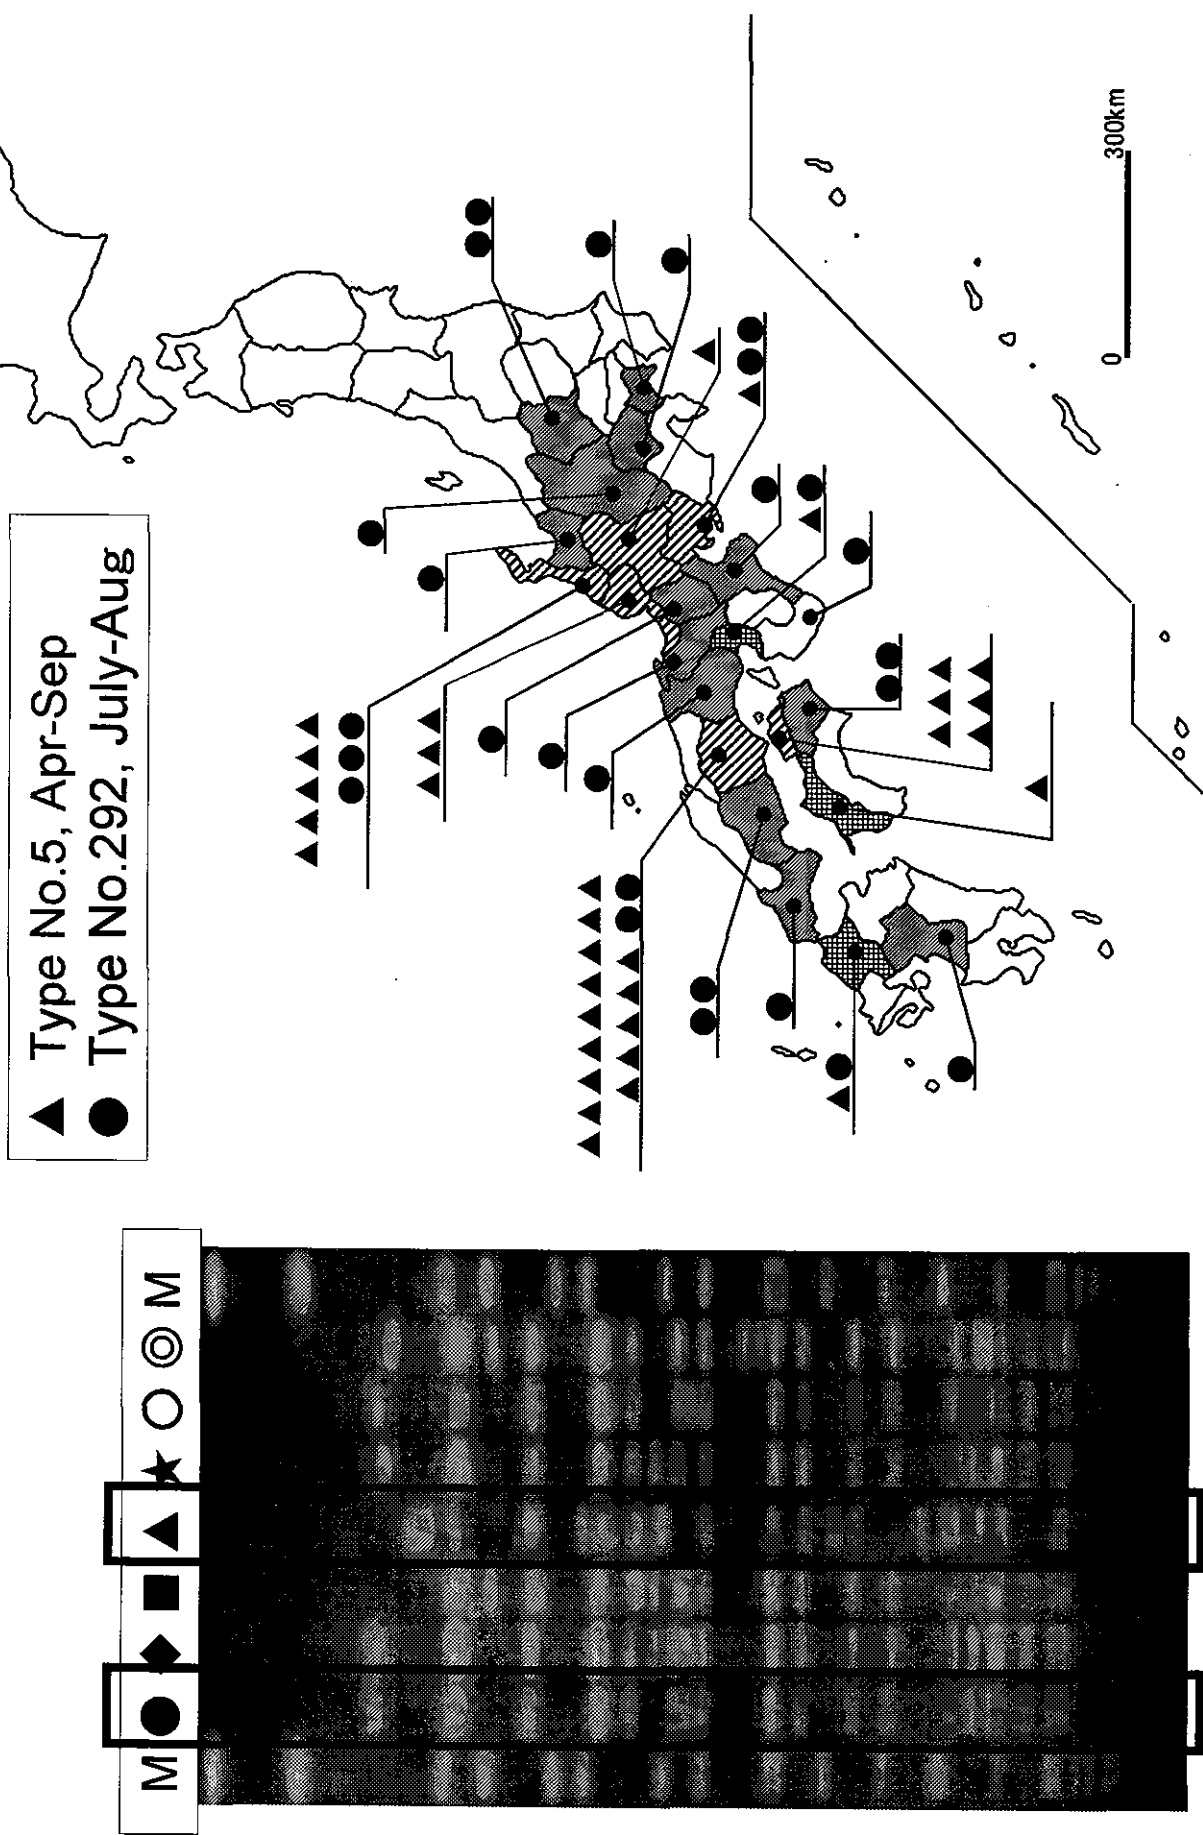 ▲ Type No.5, Apr-Sep
● Type No.292, July-Aug
M ● ◆ ■ ▲ ★ ○ ◎ M
0 300km